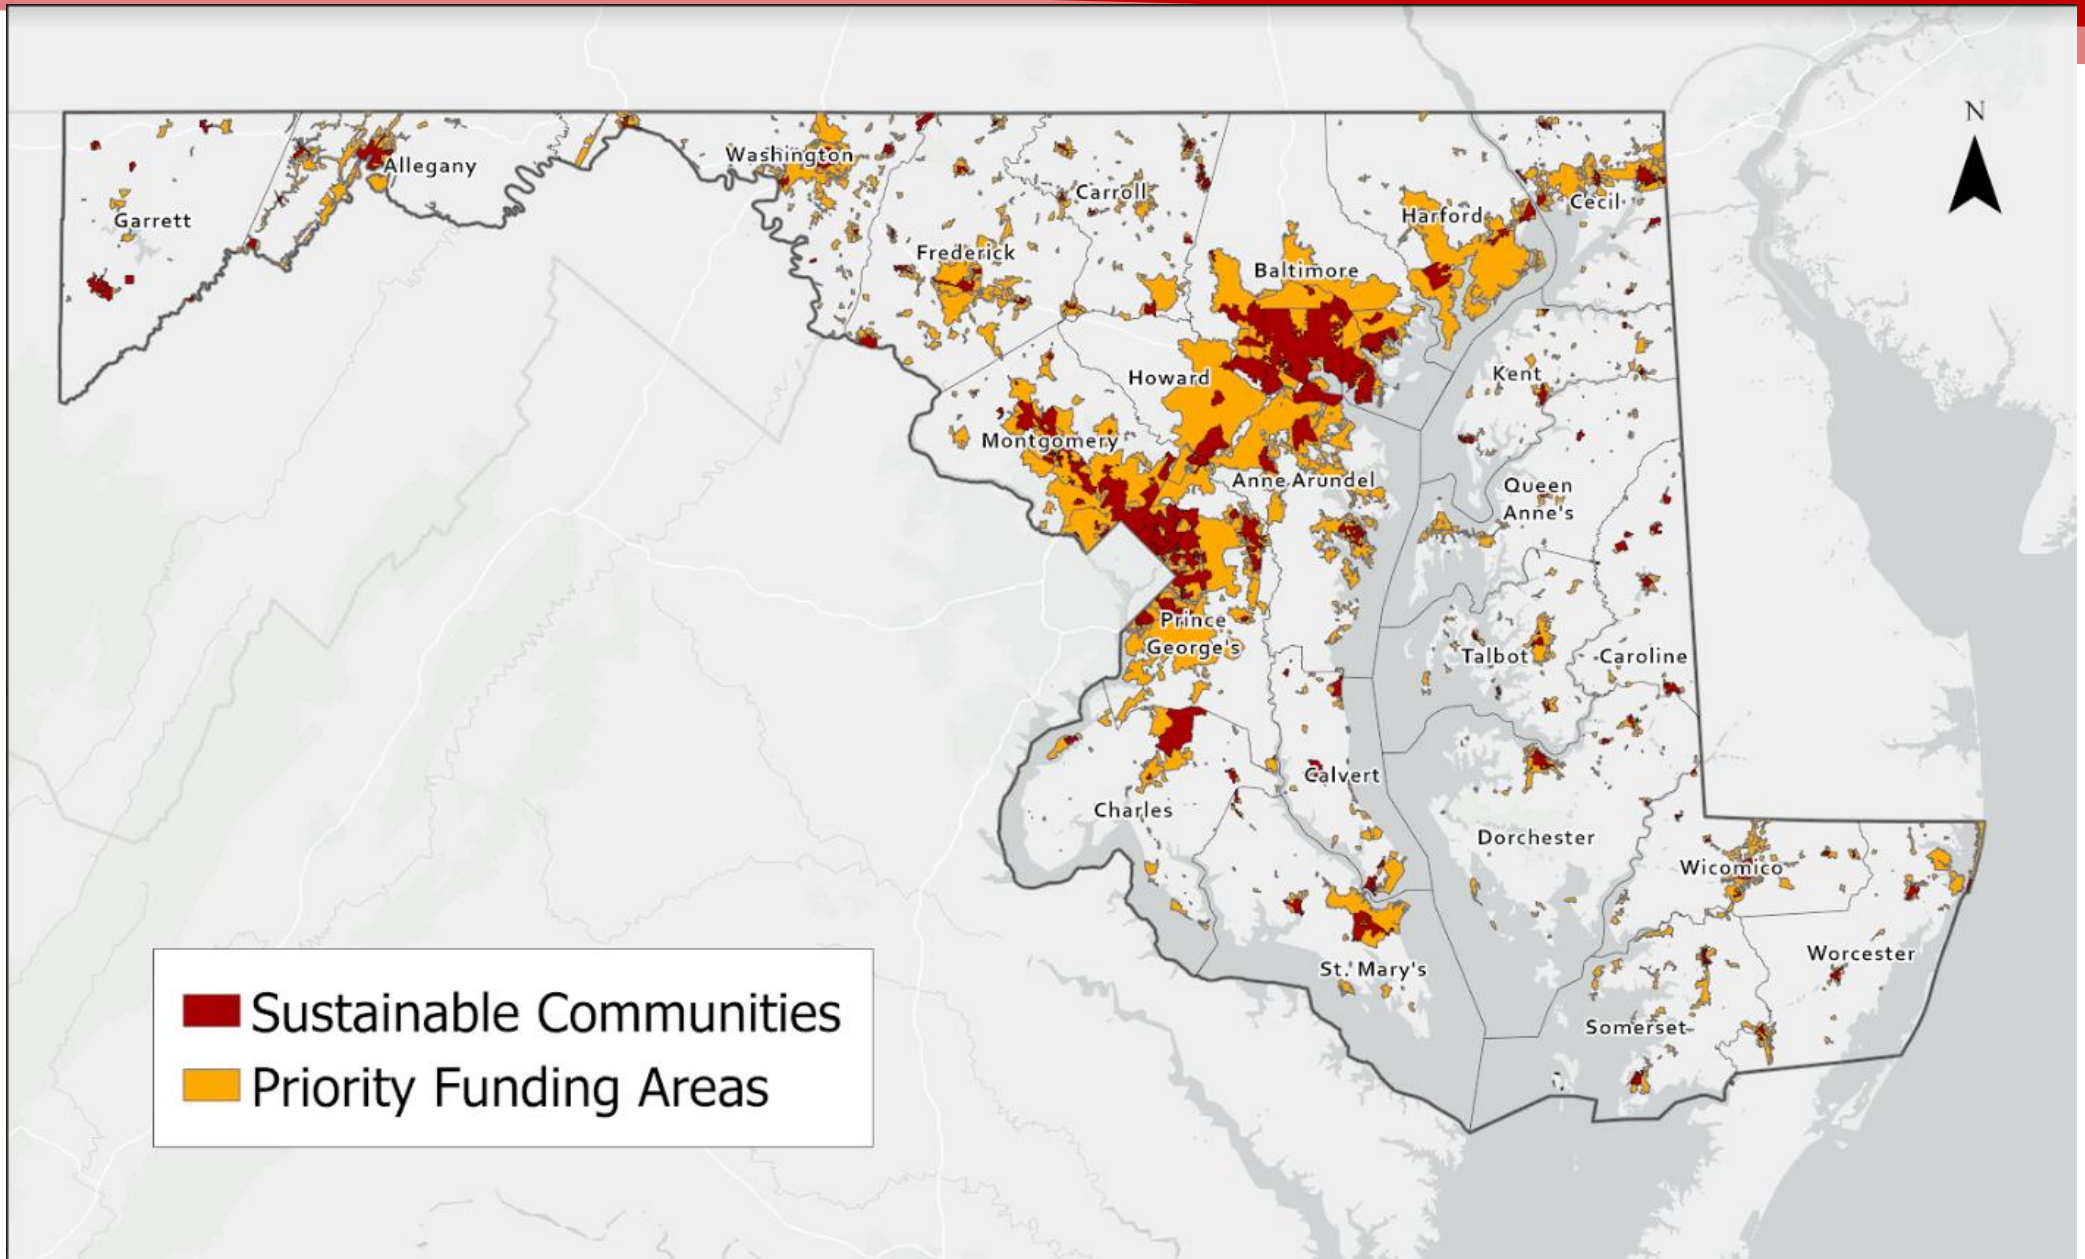 N
Washington
Allegany
Garrett
Carroll
Cecil
Harford
Frederick
Baltimore
Howard
Kent
Montgomery
Anne Arundel
Queen
Anne's
Prince
George's
Talbot
Caroline
Calvert
Charles
Dorchester
Wicomico
Worcester
St. Mary's
Somerset
Sustainable Communities
Priority Funding Areas